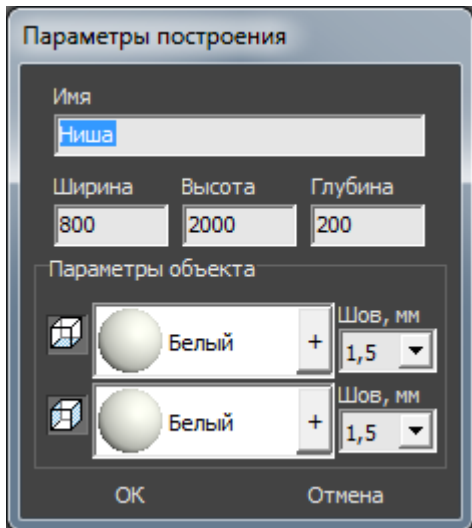 Параметры построения
Имя
Ниша
Ширина Высота Глубина
800 2000 200
Параметры объекта
Шов, мм
Белый + 1,5
Шов, мм
Белый + 1,5
ОК Отмена